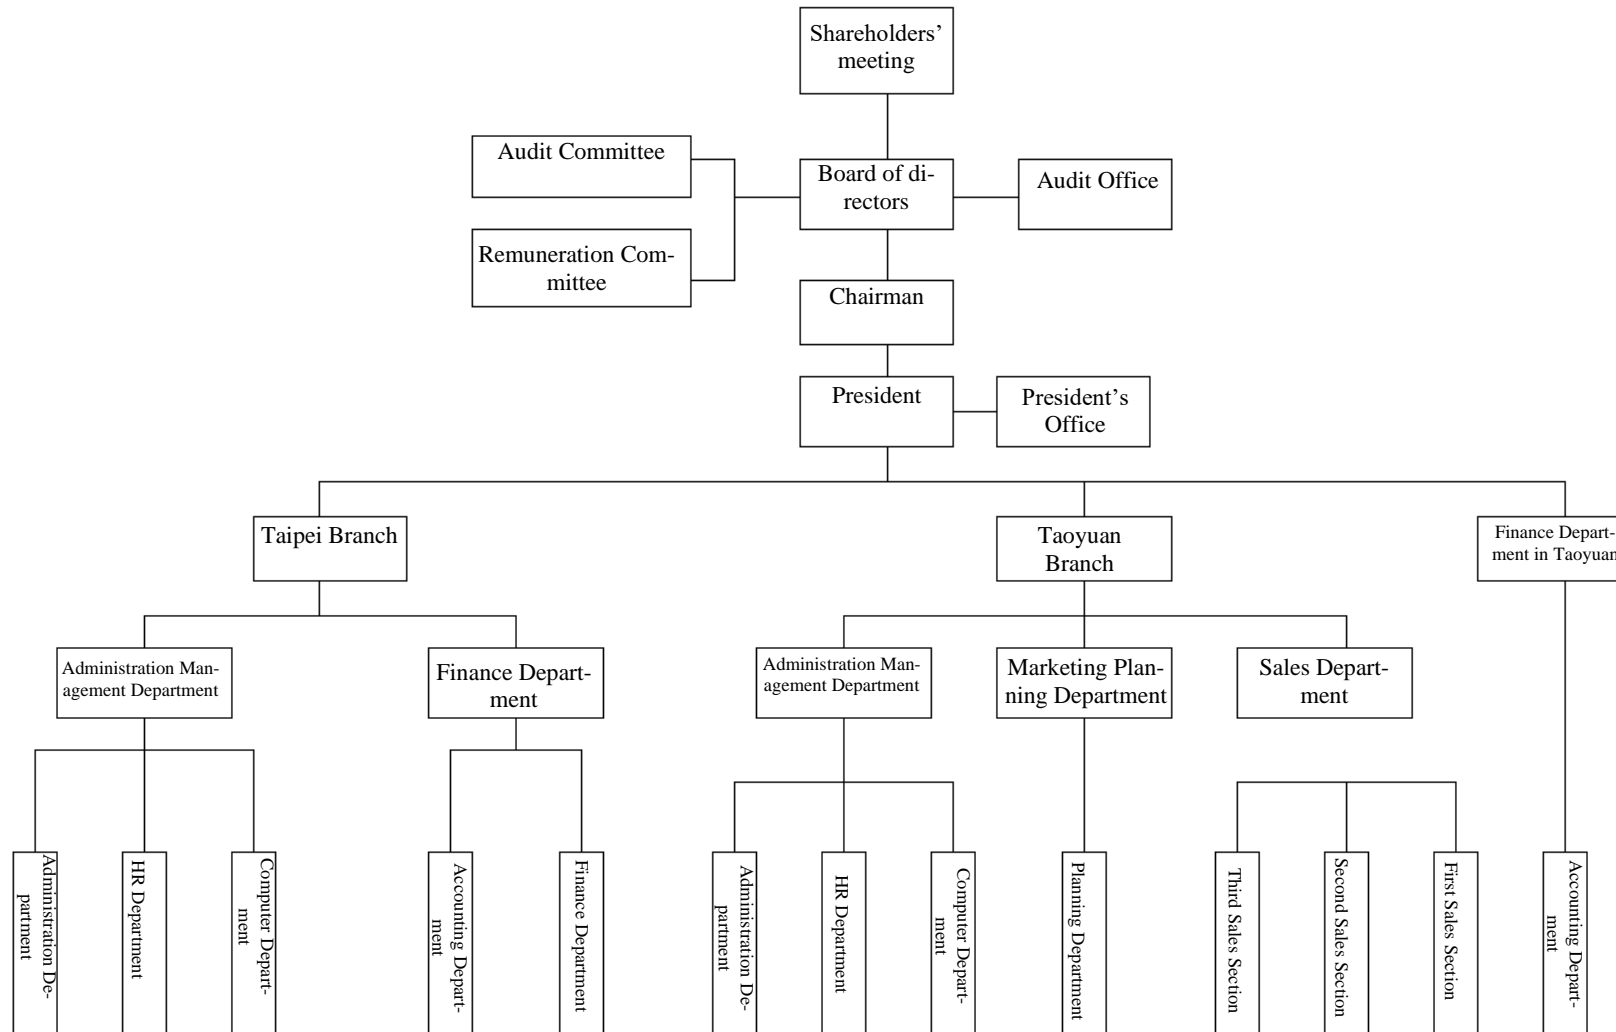 Shareholders’
meeting
Audit Committee
Board of di-
rectors
Audit Office
Remuneration Com-
mittee
Chairman
President
President’s
Office
Taipei Branch
Taoyuan
Branch
Finance Depart-
ment in Taoyuan
Administration Man-
agement Department
Finance Depart-
ment
Administration Man-
agement Department
Marketing Plan-
ning Department
Sales Depart-
ment
Administration De-
partment
HR Department
Computer Depart-
ment
Accounting Depart-
ment
Finance Department
Administration De-
partment
HR Department
Computer Depart-
ment
Planning Department
Third Sales Section
Second Sales Section
First Sales Section
Accounting Depart-
ment